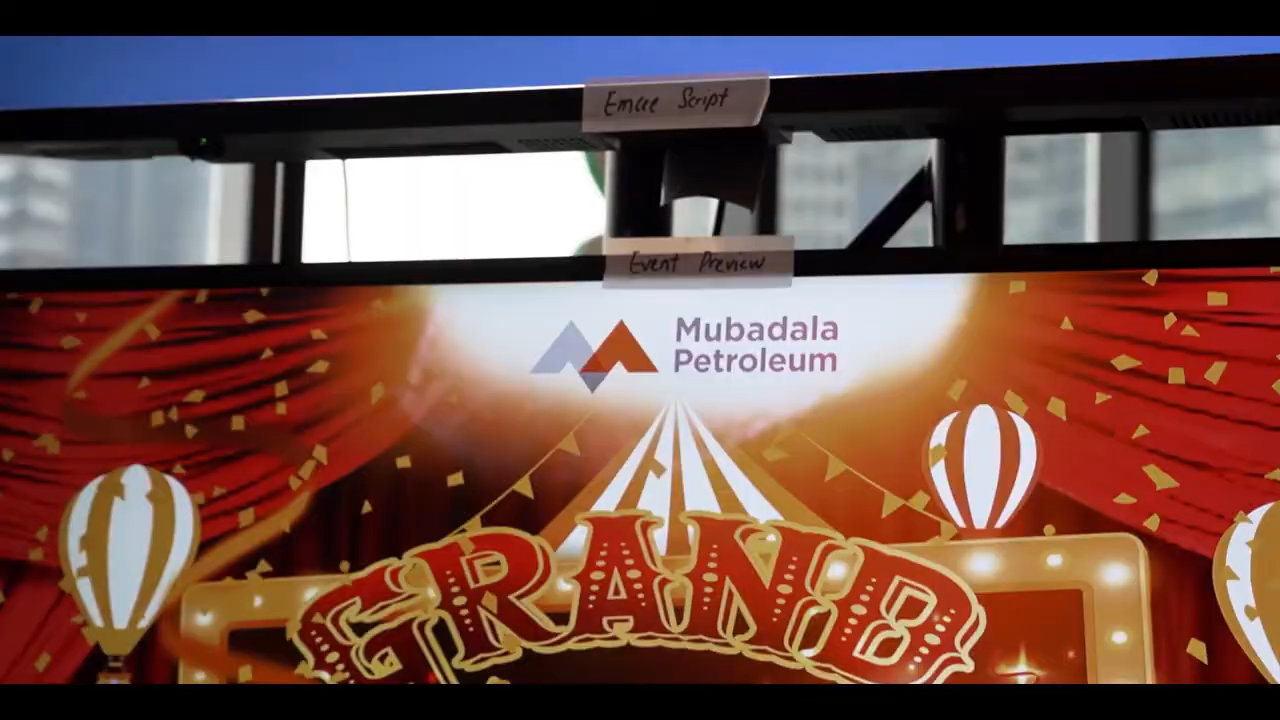 Emcee Script
Event Preview
Mubadala
Petroleum
GRAND